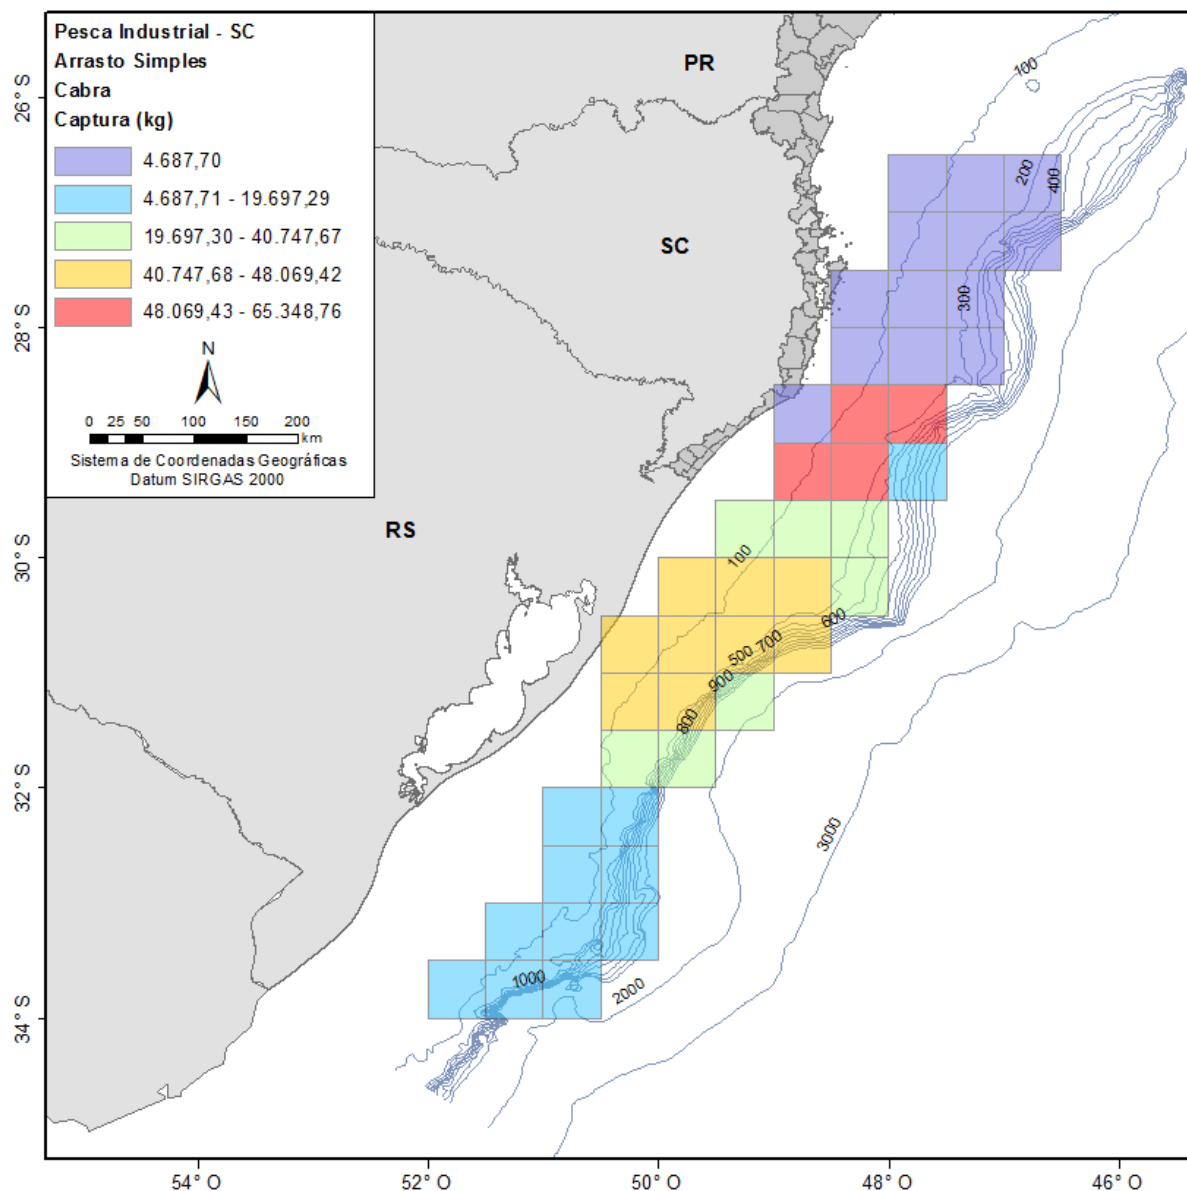 Pesca Industrial - SC
Arrasto Simples
Cabra
Captura (kg)
4.687,70
4.687,71 - 19.697,29
19.697,30 - 40.747,67
40.747,68 - 48.069,42
48.069,43 - 65.348,76
N
0 25 50 100 150 200
km
Sistema de Coordenadas Geográficas
Datum SIRGAS 2000
PR
SC
RS
100
200
400
300
100
600
700
500
900
800
1000
2000
3000
26°S
28°S
30°S
32°S
34°S
54°O
52°O
50°O
48°O
46°O